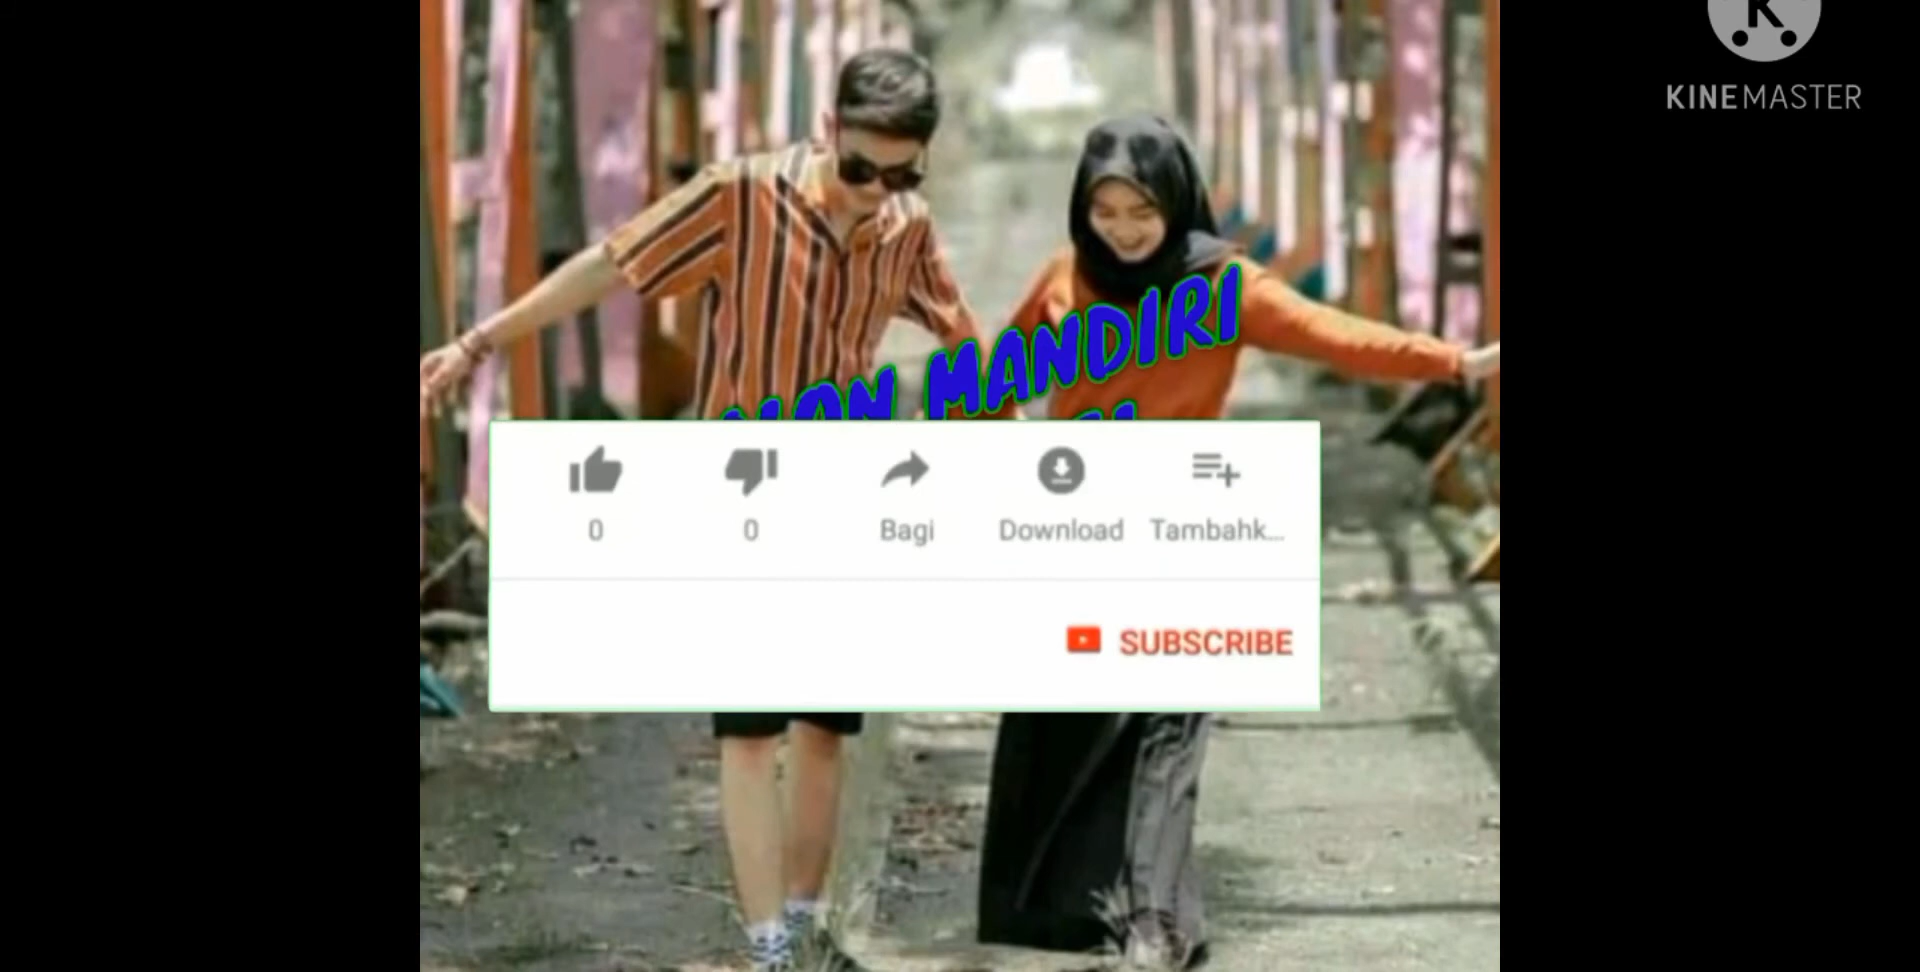 KINEMASTER
MANDIRI
0
0
Bagi
Download
Tambahk...
SUBSCRIBE